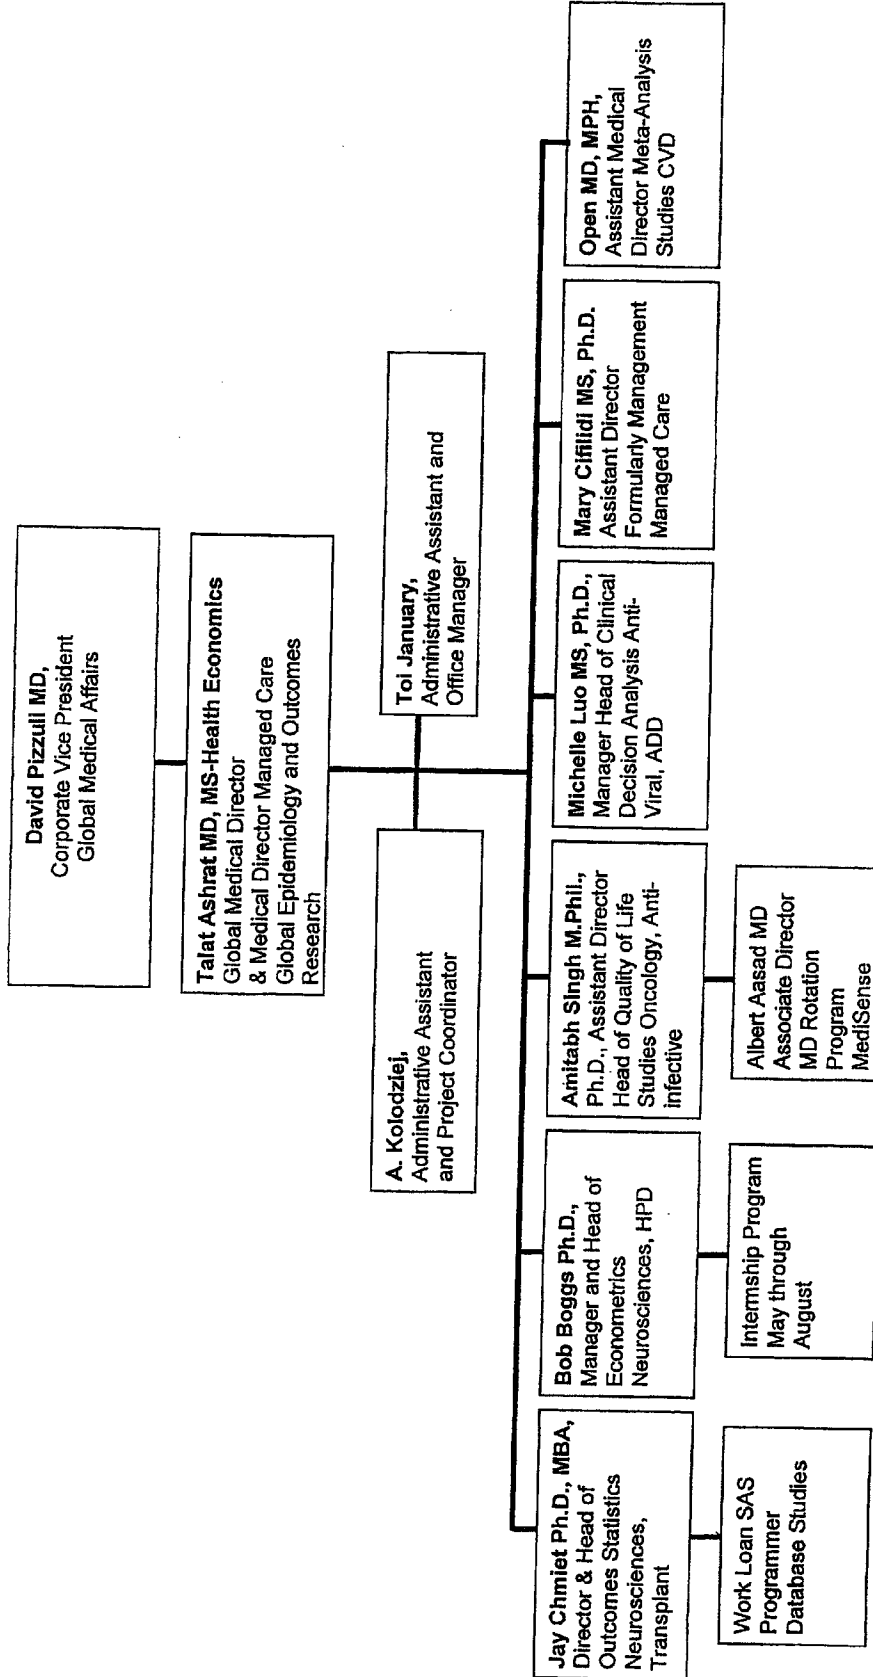 David Pizzuli MD,
Corporate Vice President
Global Medical Affairs
Talat Ashrat MD, MS-Health Economics
Global Medical Director
& Medical Director Managed Care
Global Epidemiology and Outcomes
Research
A. Kolodziej,
Administrative Assistant
and Project Coordinator
Toi January,
Administrative Assistant and
Office Manager
Jay Chmiet Ph.D., MBA,
Director & Head of
Outcomes Statistics
Neurosciences,
Transplant
Bob Boggs Ph.D.,
Manager and Head of
Econometrics
Neurosciences, HPD
Amitabh Singh M.Phil.,
Ph.D., Assistant Director
Head of Quality of Life
Studies Oncology, Anti-
infective
Michelle Luo MS, Ph.D.,
Manager Head of Clinical
Decision Analysis Anti-
Viral, ADD
Mary Cifilidi MS, Ph.D.
Assistant Director
Formularly Management
Managed Care
Open MD, MPH,
Assistant Medical
Director Meta-Analysis
Studies CVD
Work Loan SAS
Programmer
Database Studies
Internship Program
May through
August
Albert Aasad MD
Associate Director
MD Rotation
Program
MediSense